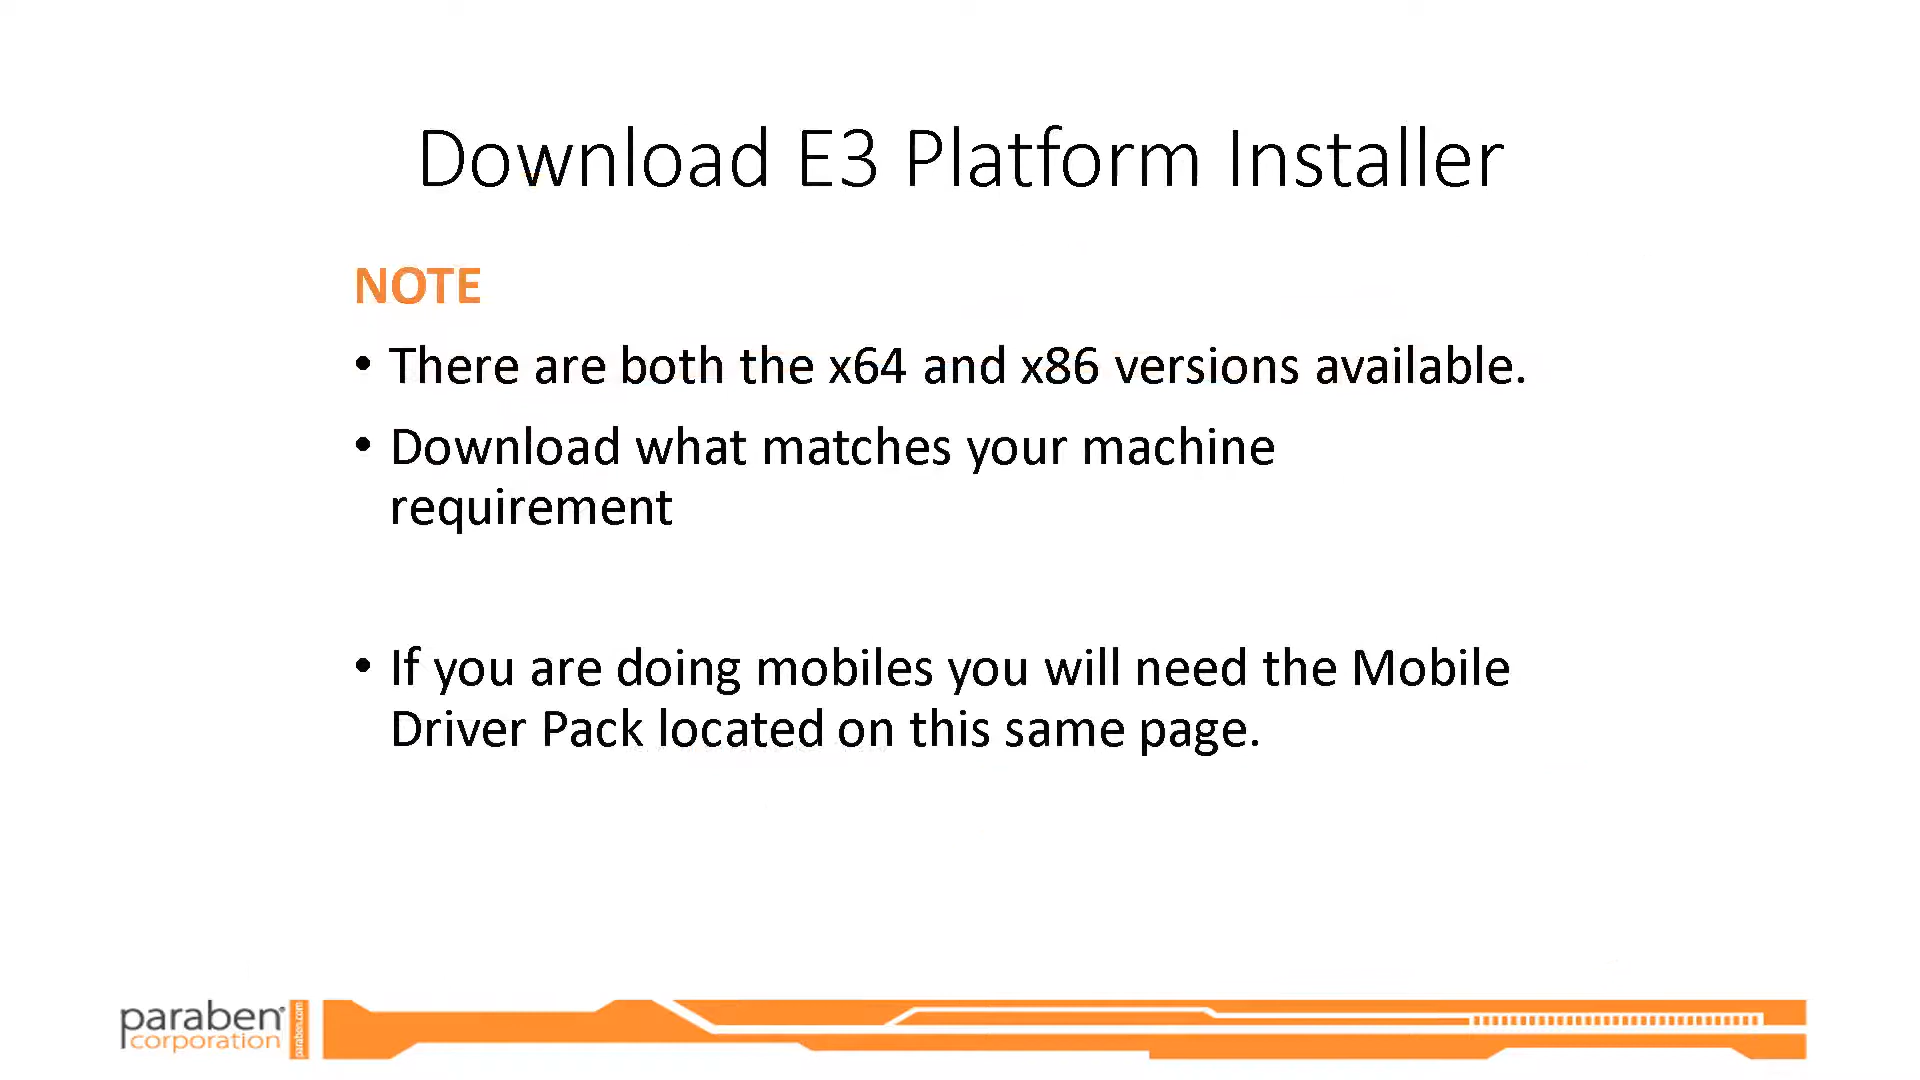 Download E3 Platform Installer
NOTE
• There are both the x64 and x86 versions available.
• Download what matches your machine
requirement
• If you are doing mobiles you will need the Mobile
Driver Pack located on this same page.
paraben®
corporation
paraben.com